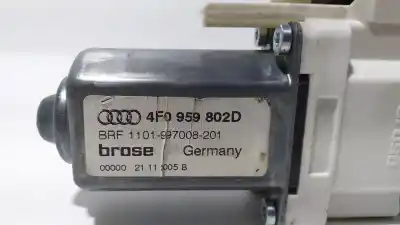 4F0 959 802D
BRF 1101-997008-201
brose Germany
00000 21 11 005 B